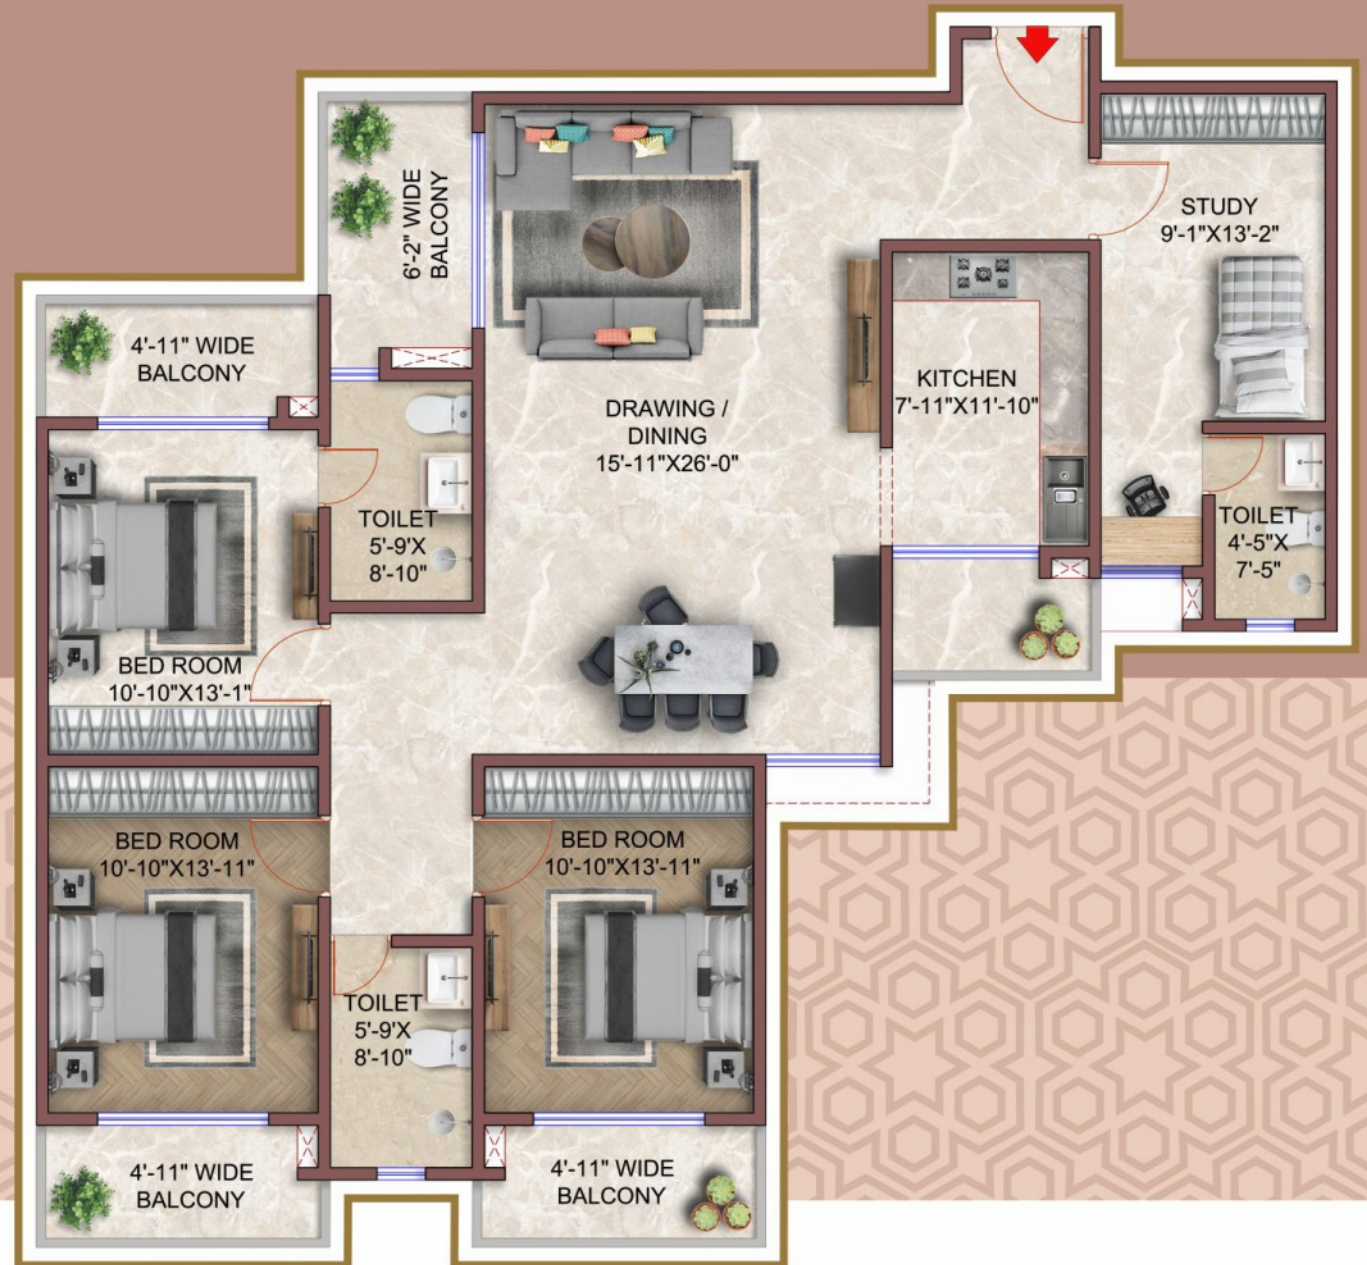 6'-2" WIDE
BALCONY
STUDY
9'-1"X13'-2"
4'-11" WIDE
BALCONY
KITCHEN
7'-11"X11'-10"
DRAWING /
DINING
15'-11"X26'-0"
TOILET
5'-9'X
8'-10"
TOILET
4'-5"X
7'-5"
BED ROOM
10'-10"X13'-1"
BED ROOM
10'-10"X13'-11"
BED ROOM
10'-10"X13'-11"
TOILET
5'-9'X
8'-10"
4'-11" WIDE
BALCONY
4'-11" WIDE
BALCONY